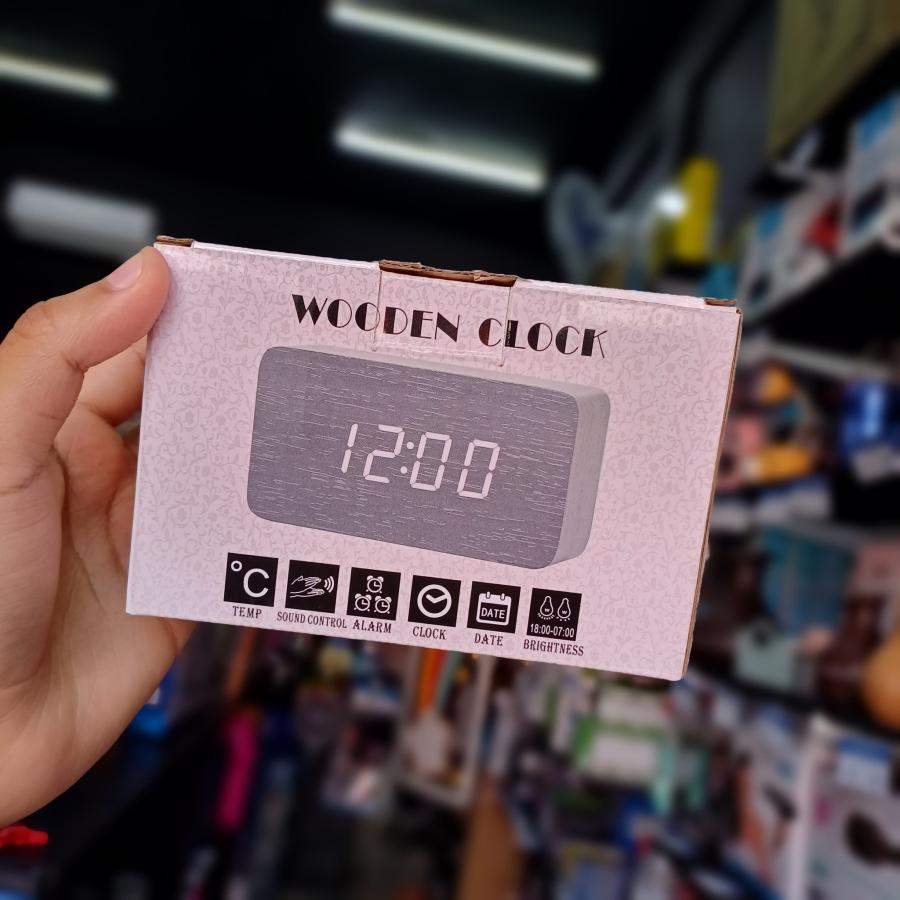 WOODEN CLOCK
12:00
°C
DATE
18:00-07:00
TEMP
SOUND CONTROL
ALARM
CLOCK
DATE
BRIGHTNESS